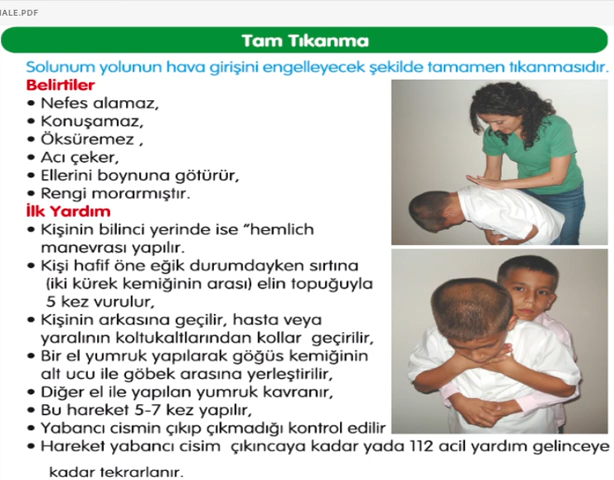 IALE.PDF
Tam Tıkanma
Solunum yolunun hava girişini engelleyecek şekilde tamamen tıkanmasıdır.
Belirtiler
• Nefes alamaz,
• Konuşamaz,
• Öksüremez ,
• Acı çeker,
• Ellerini boynuna götürür,
• Rengi morarmıştır.
İlk Yardım
• Kişinin bilinci yerinde ise "hemlich
manevrası yapılır.
• Kişi hafif öne eğik durumdayken sırtına
(iki kürek kemiğinin arası) elin topuğuyla
5 kez vurulur,
• Kişinin arkasına geçilir, hasta veya
yaralının koltukaltlarından kollar geçirilir,
• Bir el yumruk yapılarak göğüs kemiğinin
alt ucu ile göbek arasına yerleştirilir,
• Diğer el ile yapılan yumruk kavranır,
• Bu hareket 5-7 kez yapılır,
• Yabancı cismin çıkıp çıkmadığı kontrol edilir
• Hareket yabancı cisim çıkıncaya kadar yada 112 acil yardım gelinceye
kadar tekrarlanır.